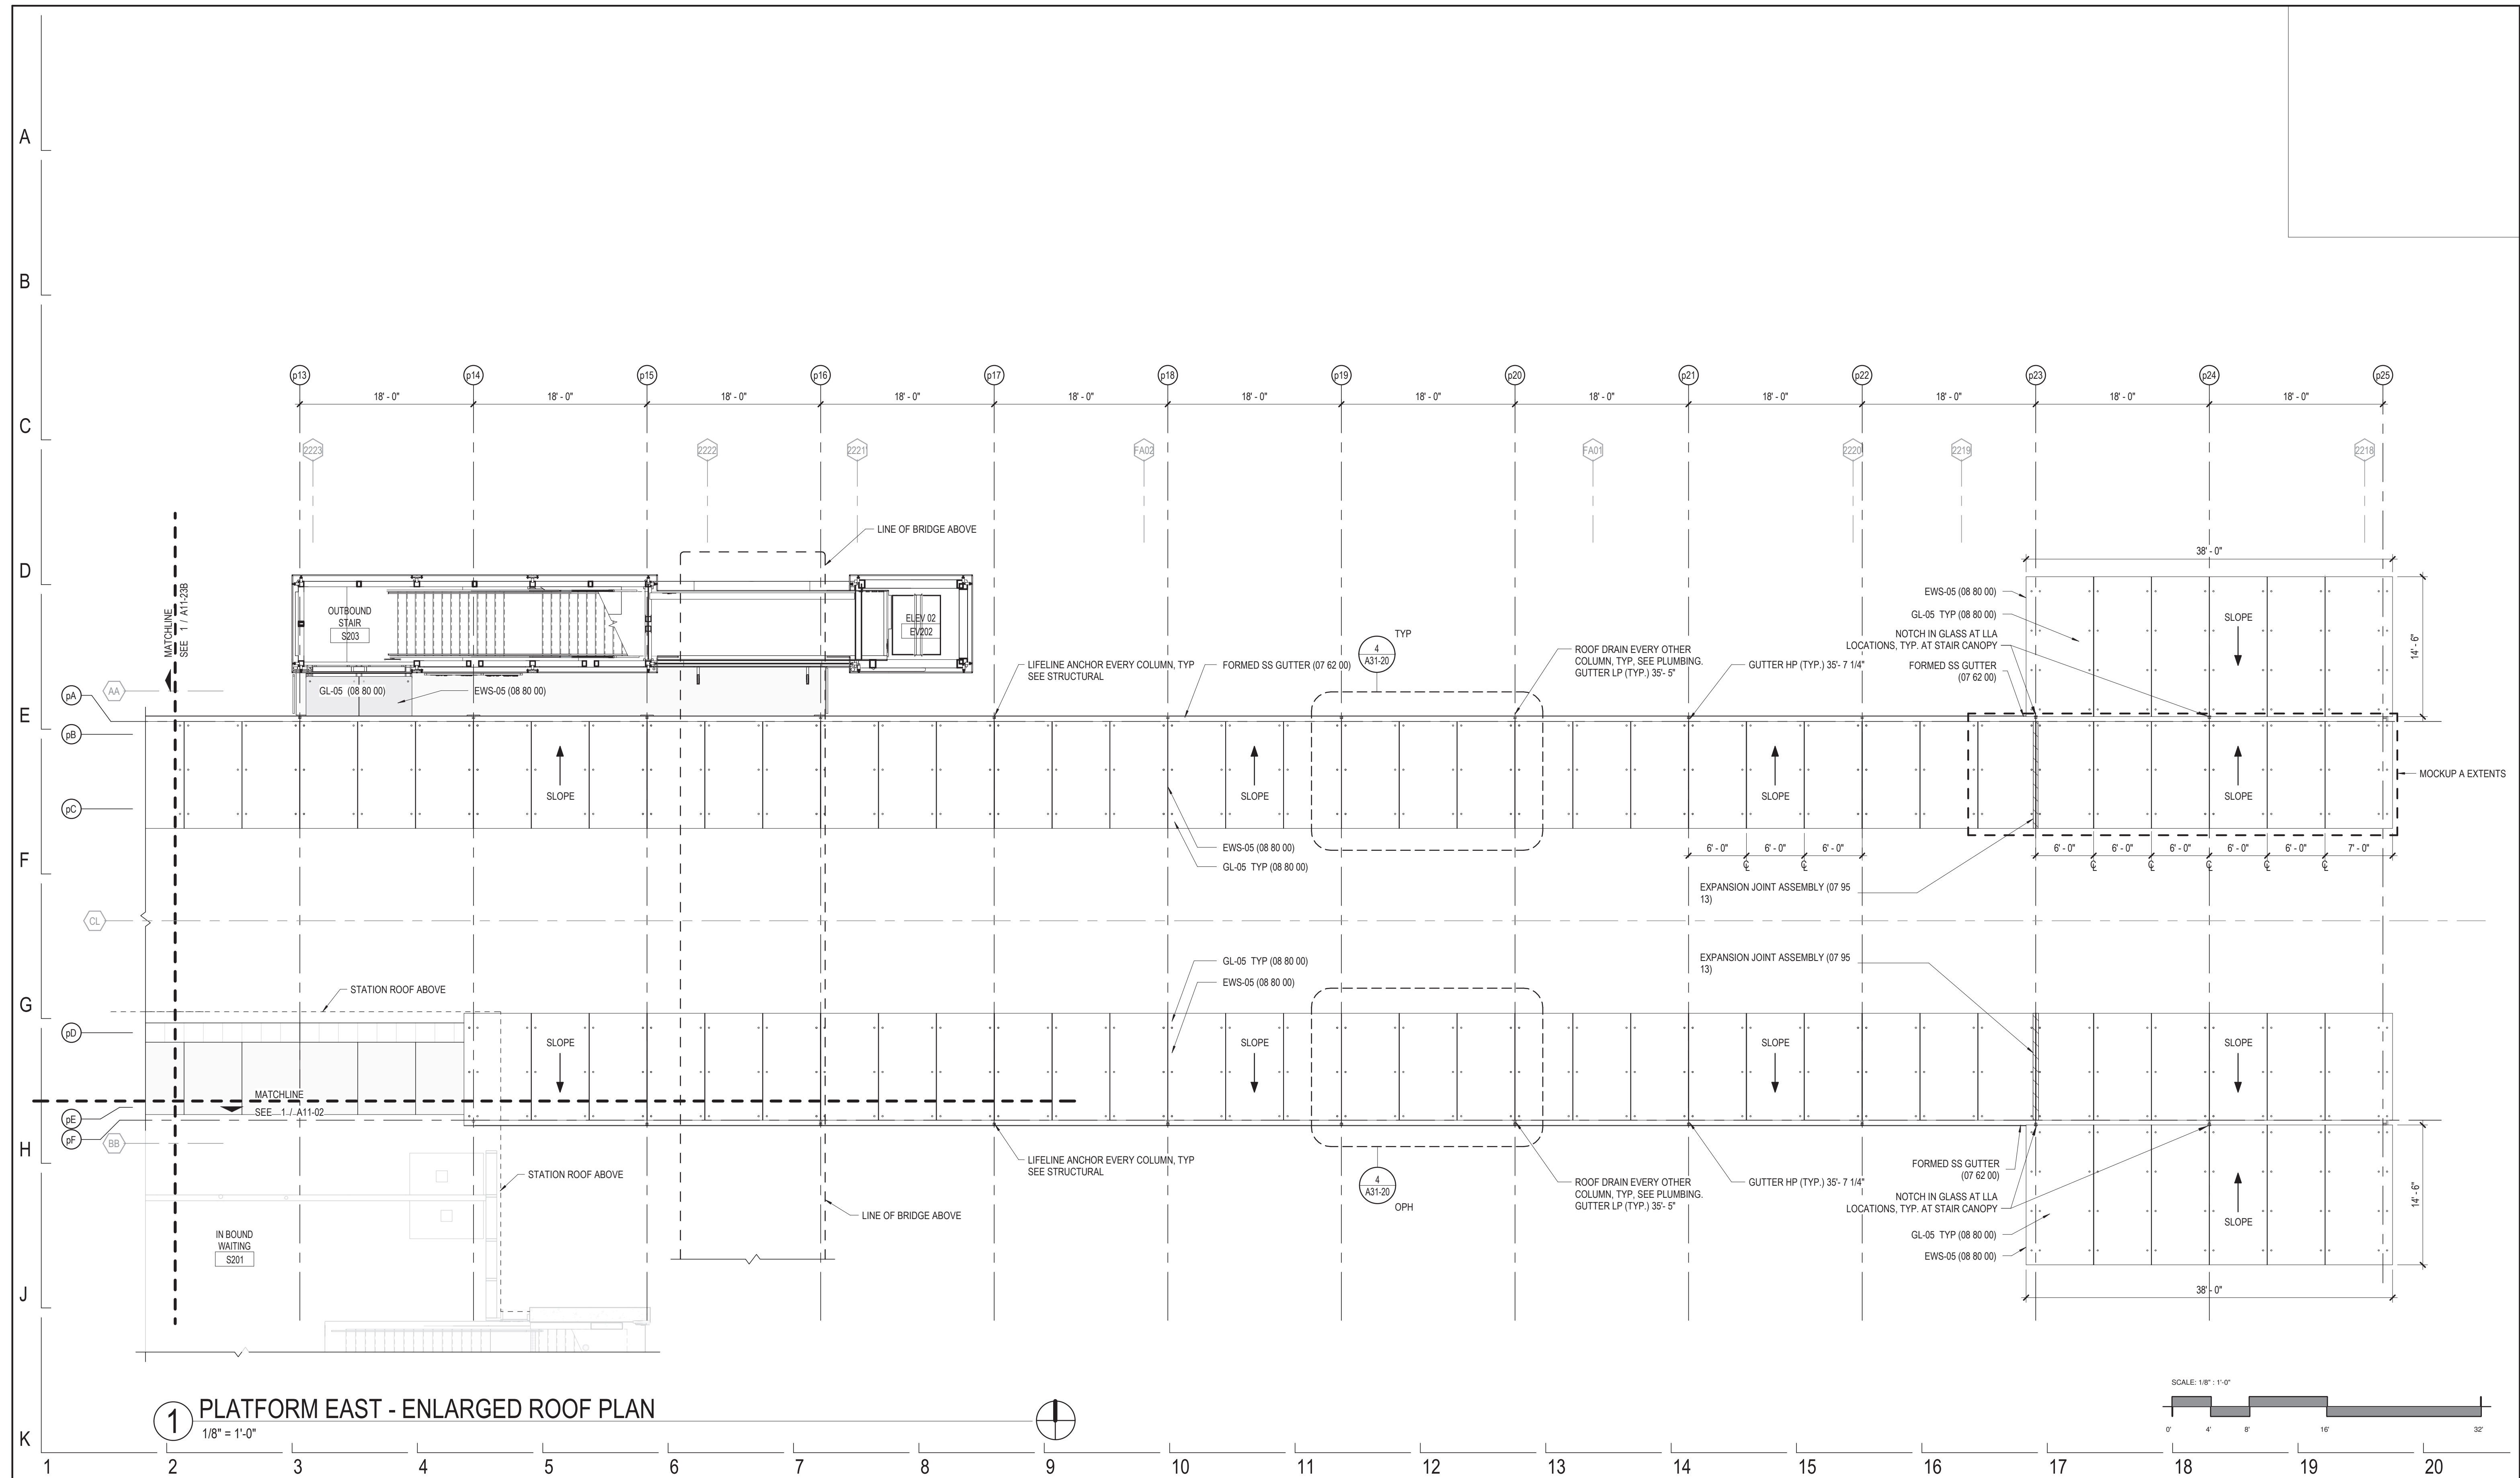 A
B
C
D
E
F
G
H
J
K
p13
p14
p15
p16
p17
p18
p19
p20
p21
p22
p23
p24
p25
18' - 0"
18' - 0"
18' - 0"
18' - 0"
18' - 0"
18' - 0"
18' - 0"
18' - 0"
18' - 0"
18' - 0"
18' - 0"
18' - 0"
2223
2222
2221
FA02
FA01
2220
2219
2218
LINE OF BRIDGE ABOVE
38' - 0"
14' - 6"
MATCHLINE
SEE 1 / A11-23B
OUTBOUND
STAIR
S203
ELEV 02
EV202
GL-05 (08 80 00)
EWS-05 (08 80 00)
LIFELINE ANCHOR EVERY COLUMN, TYP
SEE STRUCTURAL
FORMED SS GUTTER (07 62 00)
4
A31-20
TYP
ROOF DRAIN EVERY OTHER
COLUMN, TYP, SEE PLUMBING.
GUTTER LP (TYP.) 35'- 5"
GUTTER HP (TYP.) 35'- 7 1/4"
EWS-05 (08 80 00)
GL-05 TYP (08 80 00)
NOTCH IN GLASS AT LLA
LOCATIONS, TYP. AT STAIR CANOPY
FORMED SS GUTTER
(07 62 00)
SLOPE
AA
pA
pB
pC
SLOPE
SLOPE
SLOPE
SLOPE
MOCKUP A EXTENTS
EWS-05 (08 80 00)
GL-05 TYP (08 80 00)
6' - 0"
6' - 0"
6' - 0"
6' - 0"
6' - 0"
6' - 0"
6' - 0"
6' - 0"
7' - 0"
EXPANSION JOINT ASSEMBLY (07 95
13)
CL
GL-05 TYP (08 80 00)
EWS-05 (08 80 00)
EXPANSION JOINT ASSEMBLY (07 95
13)
STATION ROOF ABOVE
pD
SLOPE
SLOPE
SLOPE
SLOPE
MATCHLINE
SEE 1 / A11-02
pE
pF
BB
LIFELINE ANCHOR EVERY COLUMN, TYP
SEE STRUCTURAL
STATION ROOF ABOVE
LINE OF BRIDGE ABOVE
4
A31-20
OPH
ROOF DRAIN EVERY OTHER
COLUMN, TYP, SEE PLUMBING.
GUTTER LP (TYP.) 35'- 5"
GUTTER HP (TYP.) 35'- 7 1/4"
FORMED SS GUTTER
(07 62 00)
NOTCH IN GLASS AT LLA
LOCATIONS, TYP. AT STAIR CANOPY
GL-05 TYP (08 80 00)
EWS-05 (08 80 00)
SLOPE
14' - 6"
38' - 0"
IN BOUND
WAITING
S201
1
PLATFORM EAST - ENLARGED ROOF PLAN
1/8" = 1'-0"
SCALE: 1/8" : 1'-0"
0' 4' 8' 16' 32'
1 2 3 4 5 6 7 8 9 10 11 12 13 14 15 16 17 18 19 20